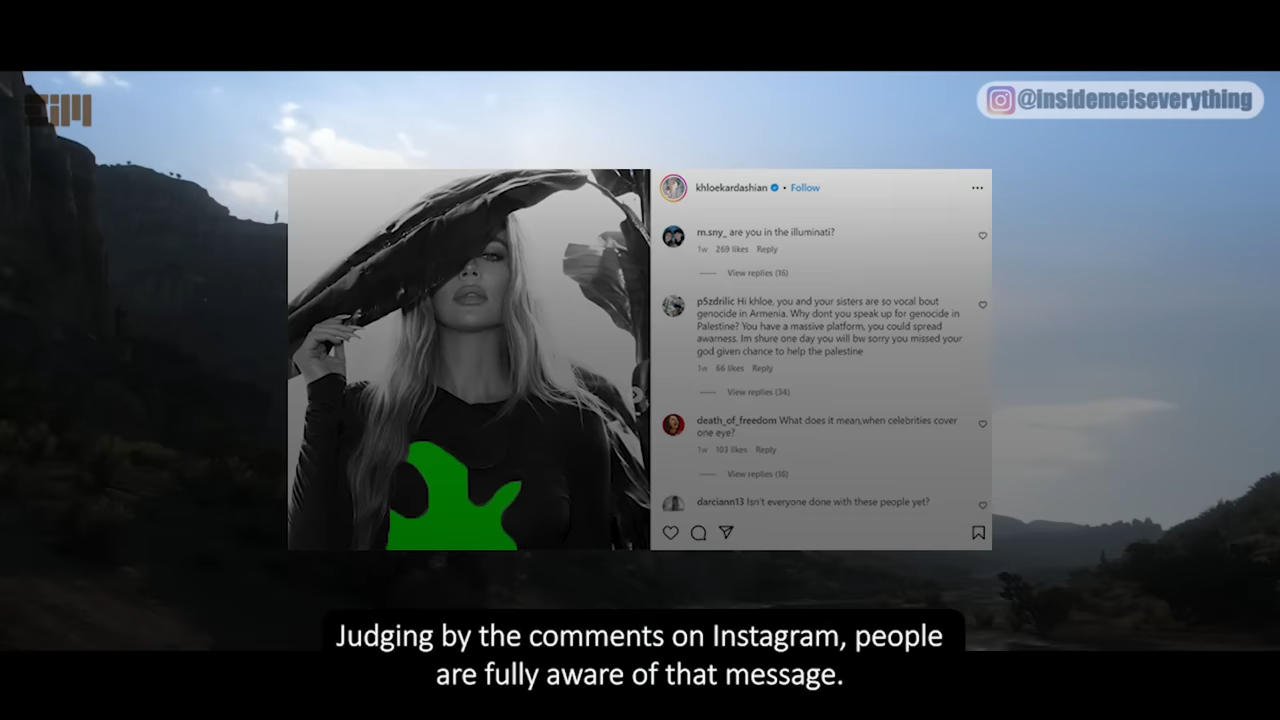 @insidemeiseverything
khloekardashian • Follow
m.sny_ are you in the illuminati?
1w 269 likes Reply
View replies (16)
p5zdrilic Hi khloe, you and your sisters are so vocal bout
genocide in Armenia. Why dont you speak up for genocide in
Palestine? You have a massive platform, you could spread
awarness. Im shure one day you will bw sorry you missed your
god given chance to help the palestine
1w 66 likes Reply
View replies (34)
death_of_freedom What does it mean,when celebrities cover
one eye?
1w 103 likes Reply
View replies (16)
darciann13 Isn't everyone done with these people yet?
Judging by the comments on Instagram, people
are fully aware of that message.